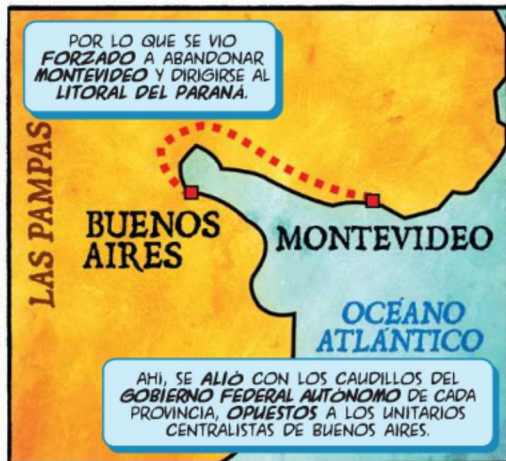 POR LO QUE SE VIO
FORZADO A ABANDONAR
MONTEVIDEO Y DIRIGIRSE AL
LITORAL DEL PARANÁ.
LAS PAMPAS
BUENOS
AIRES
MONTEVIDEO
OCÉANO
ATLÁNTICO
AHÍ, SE ALIÓ CON LOS CAUDILLOS DEL
GOBIERNO FEDERAL AUTÓNOMO DE CADA
PROVINCIA, OPUESTOS A LOS UNITARIOS
CENTRALISTAS DE BUENOS AIRES.